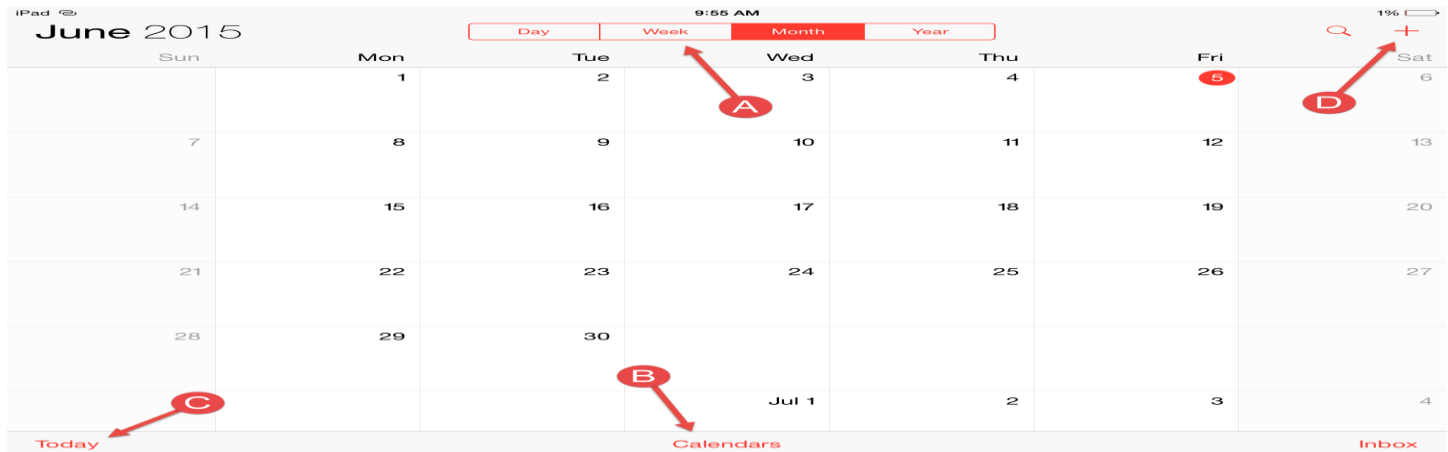 iPad 9:55 AM 1%
June 2015 Day Week Month Year
Sun Mon Tue Wed Thu Fri Sat
1 2 3 4 5 6
A D
7 8 9 10 11 12 13
14 15 16 17 18 19 20
21 22 23 24 25 26 27
28 29 30
B
C Jul 1 2 3 4
Today Calendars Inbox